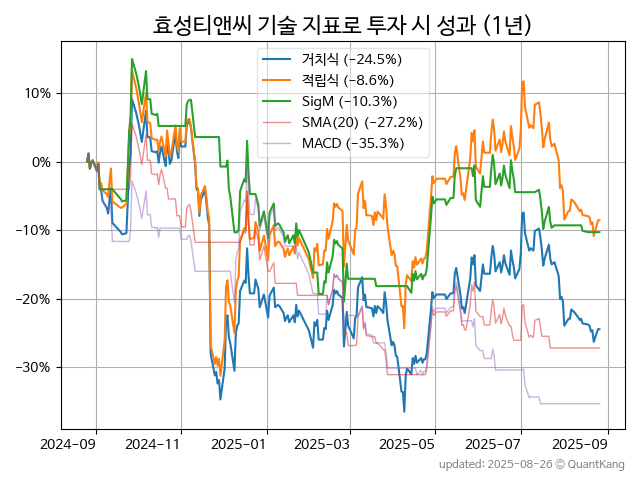 효성티앤씨 기술 지표로 투자 시 성과 (1년)
거치식 (−24.5%)
적립식 (−8.6%)
SigM (−10.3%)
SMA(20) (−27.2%)
MACD (−35.3%)
10%
0%
−10%
−20%
−30%
2024−09 2024−11 2025−01 2025−03 2025−05 2025−07 2025−09
updated: 2025-08-26 ⓒ QuantKang